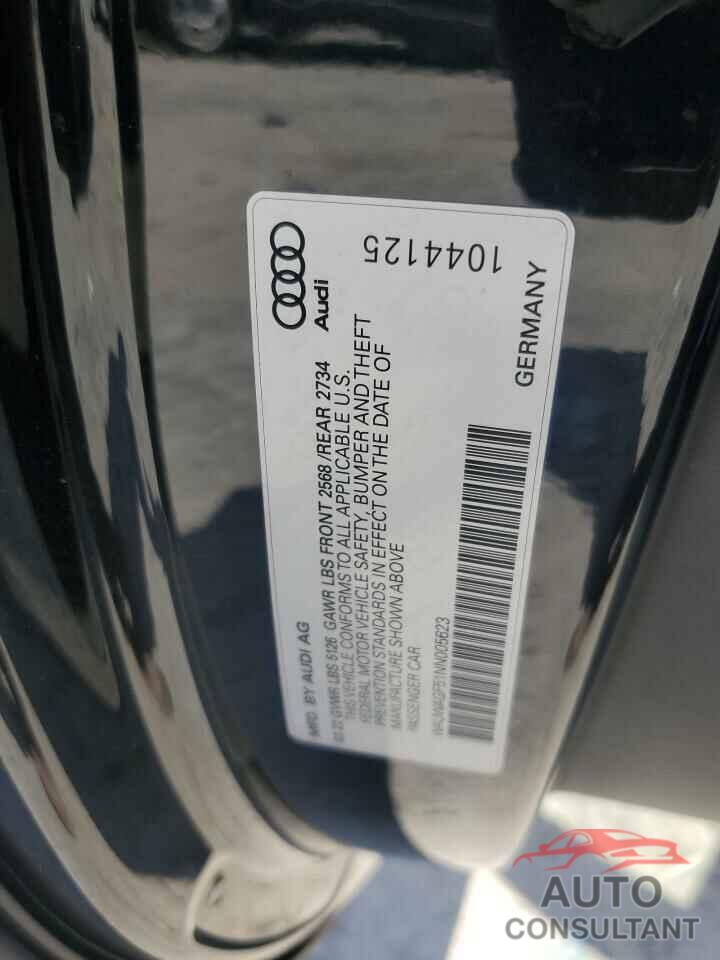 Audi
1044125
MFD BY AUDI AG
GVWR LBS 5126 GAWR LBS FRONT 2568/REAR 2734
THIS VEHICLE CONFORMS TO ALL APPLICABLE U.S.
FEDERAL MOTOR VEHICLE SAFETY, BUMPER AND THEFT
PREVENTION STANDARDS IN EFFECT ON THE DATE OF
MANUFACTURE SHOWN ABOVE
PASSENGER CAR
GERMANY
AUTO
CONSULTANT